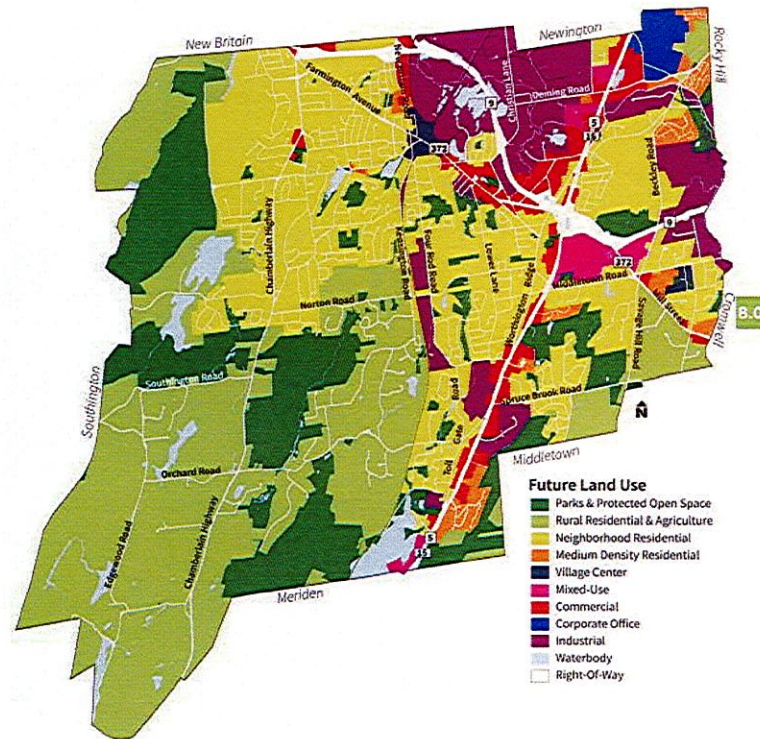 New Britain
Newington
Rocky Hill
Farmington Avenue
Christian Lane
Deming Road
9
5
15
372
Beckley Road
Chamberlain Highway
Kensington Road
Four Rod Road
Lower Lane
9
372
Middletown Road
Norton Road
Worthington Ridge
Savage Hill Road
Cromwell
8.0
Southington
Southington Road
Spruce Brook Road
N
Toll Gate Road
Middletown
Orchard Road
Edgewood Road
Chamberlain Highway
5
15
Meriden
Future Land Use
Parks & Protected Open Space
Rural Residential & Agriculture
Neighborhood Residential
Medium Density Residential
Village Center
Mixed-Use
Commercial
Corporate Office
Industrial
Waterbody
Right-Of-Way